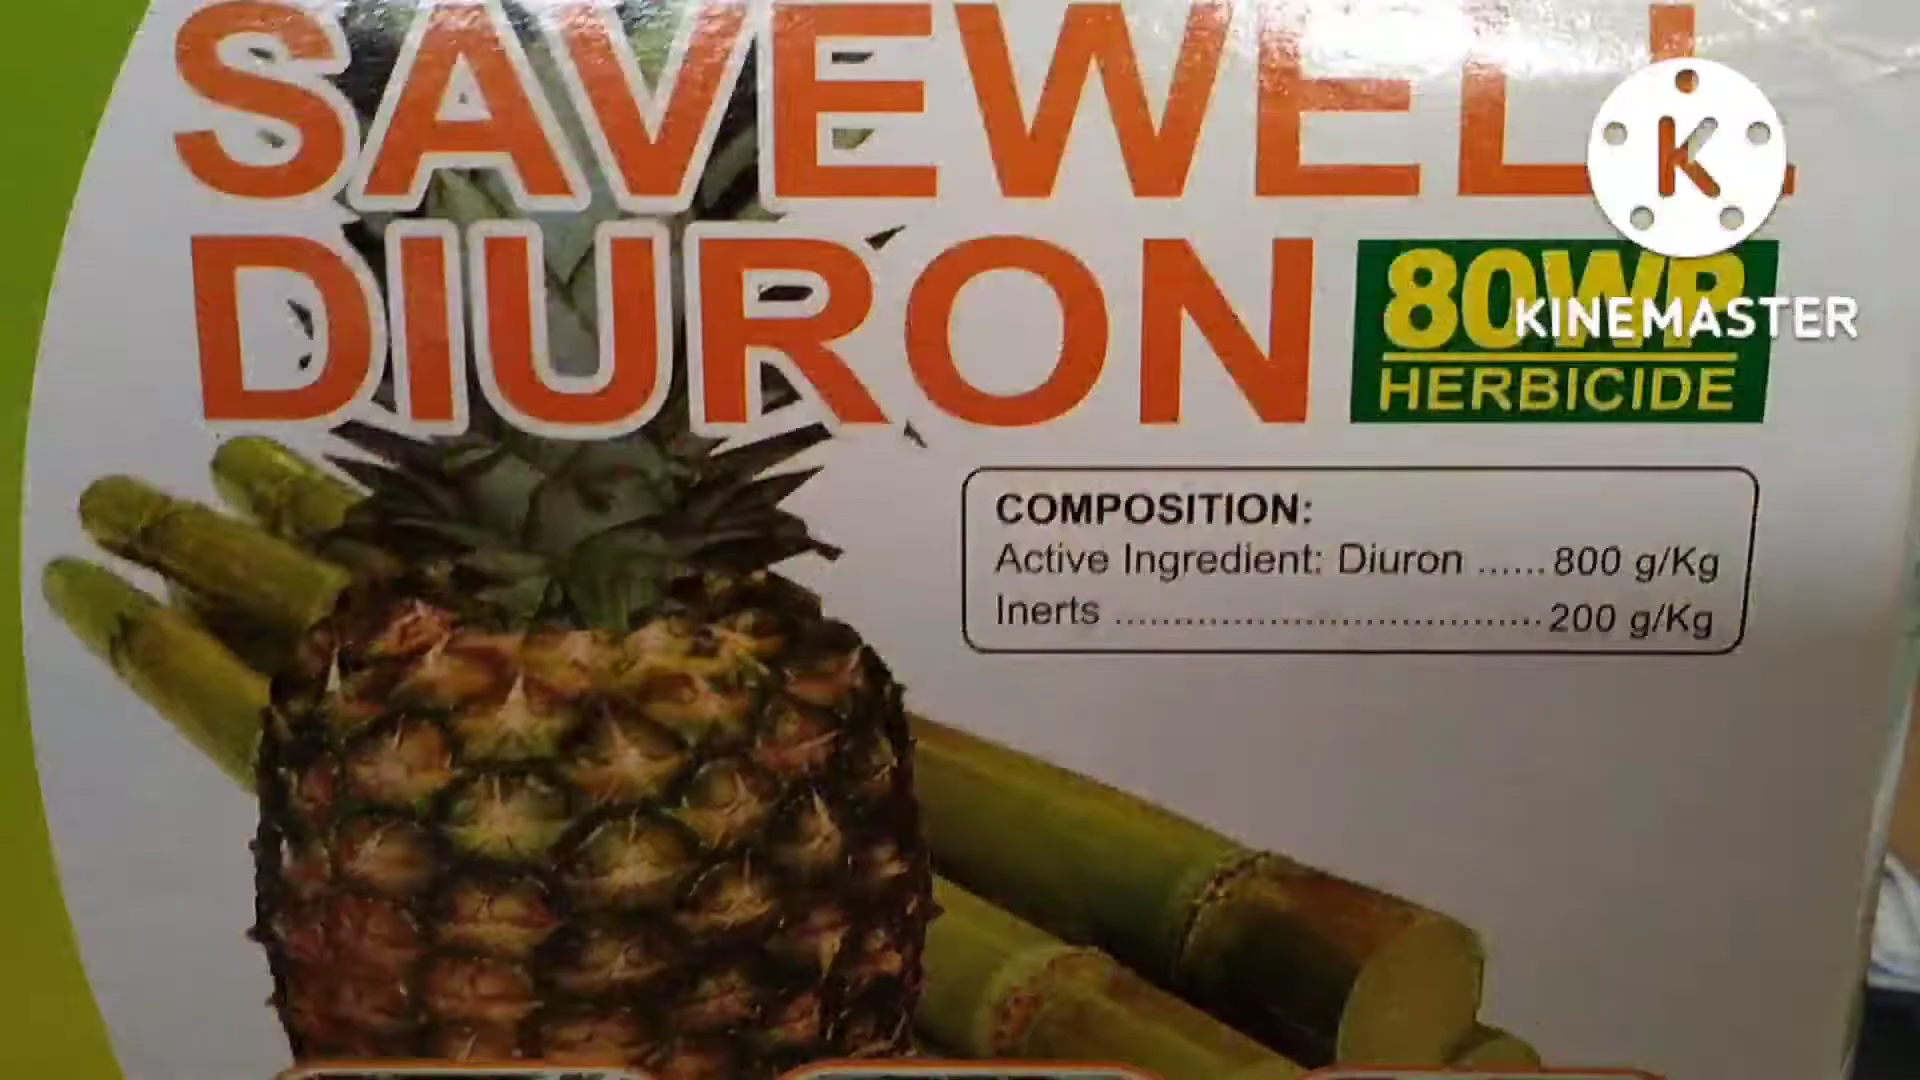 SAVEWELL
DIURON
80WP
HERBICIDE
K
KINEMASTER
COMPOSITION:
Active Ingredient: Diuron ......800 g/Kg
Inerts .....................................200 g/Kg